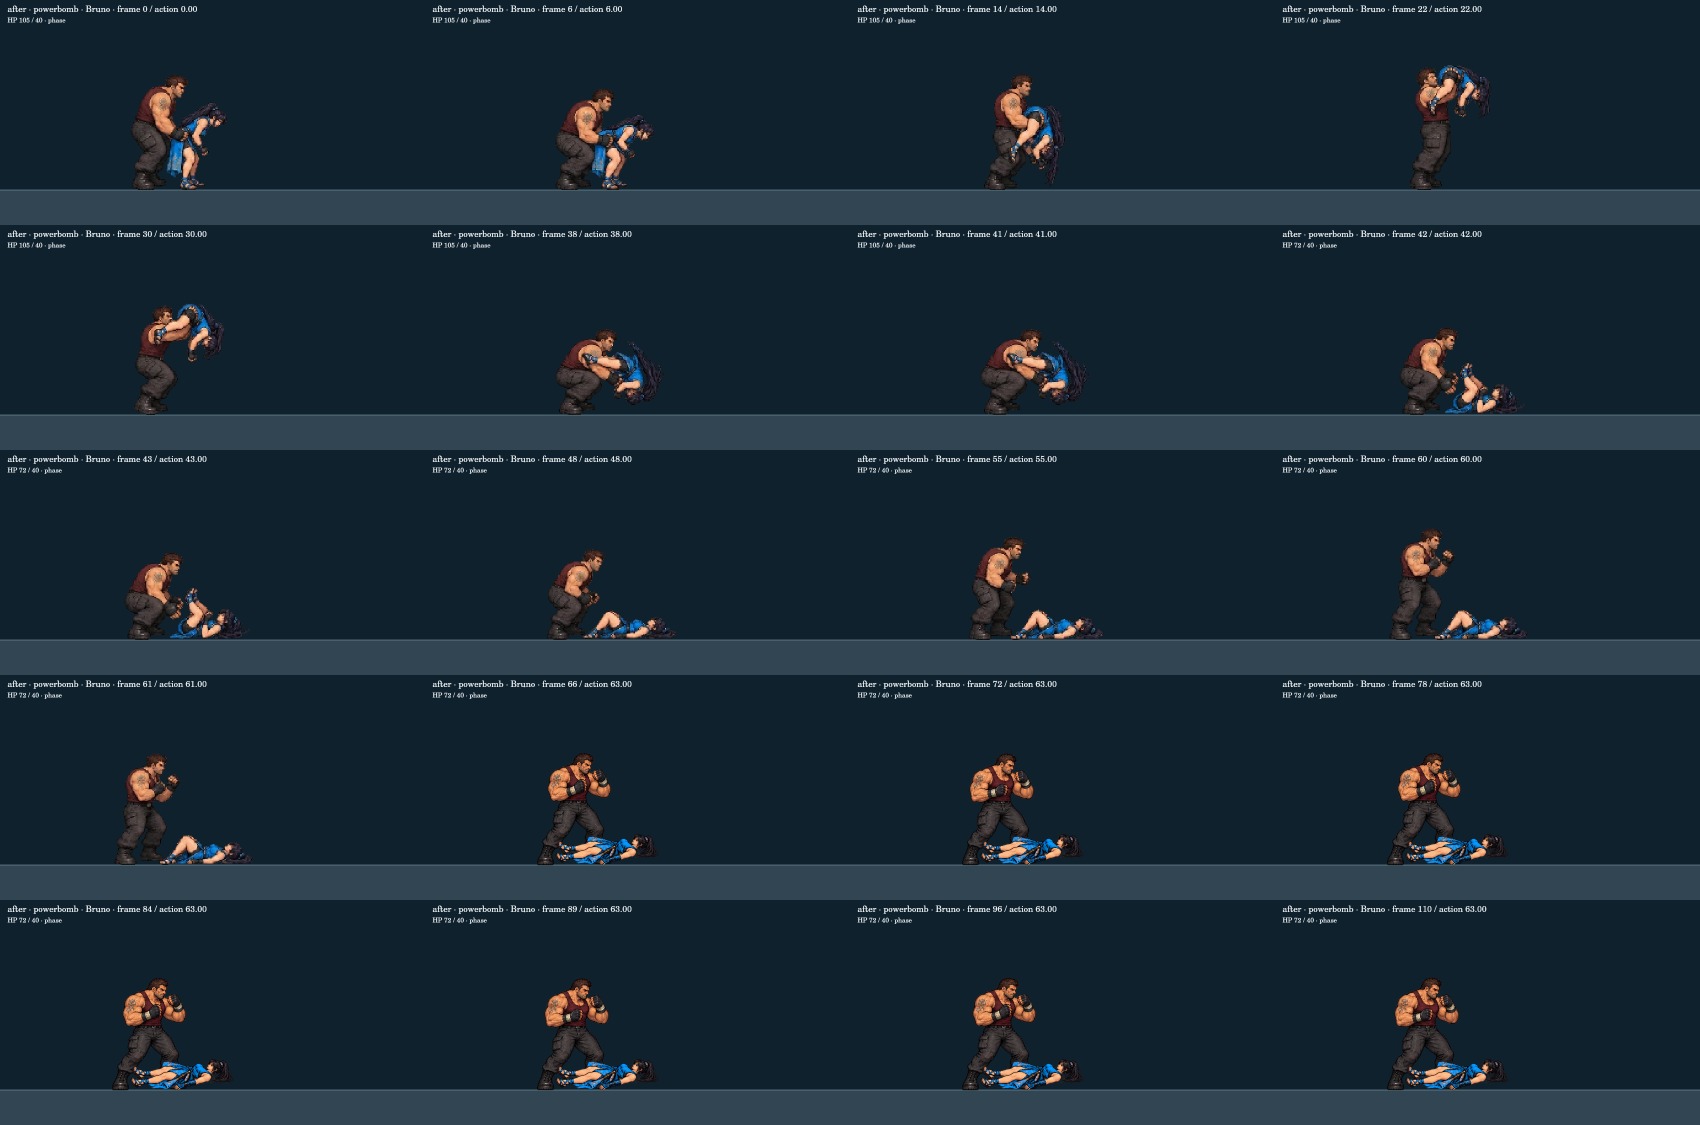 after - powerbomb - Bruno - frame 0 / action 0.00
HP 105 / 40 - phase
after - powerbomb - Bruno - frame 6 / action 6.00
HP 105 / 40 - phase
after - powerbomb - Bruno - frame 14 / action 14.00
HP 105 / 40 - phase
after - powerbomb - Bruno - frame 22 / action 22.00
HP 105 / 40 - phase
after - powerbomb - Bruno - frame 30 / action 30.00
HP 105 / 40 - phase
after - powerbomb - Bruno - frame 38 / action 38.00
HP 105 / 40 - phase
after - powerbomb - Bruno - frame 41 / action 41.00
HP 105 / 40 - phase
after - powerbomb - Bruno - frame 42 / action 42.00
HP 72 / 40 - phase
after - powerbomb - Bruno - frame 43 / action 43.00
HP 72 / 40 - phase
after - powerbomb - Bruno - frame 48 / action 48.00
HP 72 / 40 - phase
after - powerbomb - Bruno - frame 55 / action 55.00
HP 72 / 40 - phase
after - powerbomb - Bruno - frame 60 / action 60.00
HP 72 / 40 - phase
after - powerbomb - Bruno - frame 61 / action 61.00
HP 72 / 40 - phase
after - powerbomb - Bruno - frame 66 / action 63.00
HP 72 / 40 - phase
after - powerbomb - Bruno - frame 72 / action 63.00
HP 72 / 40 - phase
after - powerbomb - Bruno - frame 78 / action 63.00
HP 72 / 40 - phase
after - powerbomb - Bruno - frame 84 / action 63.00
HP 72 / 40 - phase
after - powerbomb - Bruno - frame 89 / action 63.00
HP 72 / 40 - phase
after - powerbomb - Bruno - frame 96 / action 63.00
HP 72 / 40 - phase
after - powerbomb - Bruno - frame 110 / action 63.00
HP 72 / 40 - phase